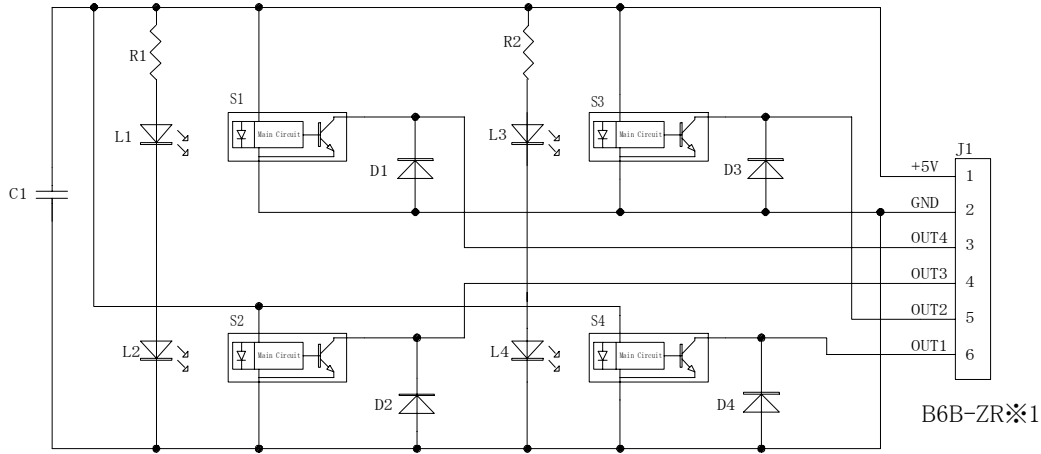 R1
R2
S1
S3
L1
Main Circuit
L3
Main Circuit
J1
D1
D3
+5V
1
C1
GND
2
OUT4
3
OUT3
4
S2
S4
OUT2
5
L2
Main Circuit
L4
Main Circuit
OUT1
6
D2
D4
B6B-ZR※1